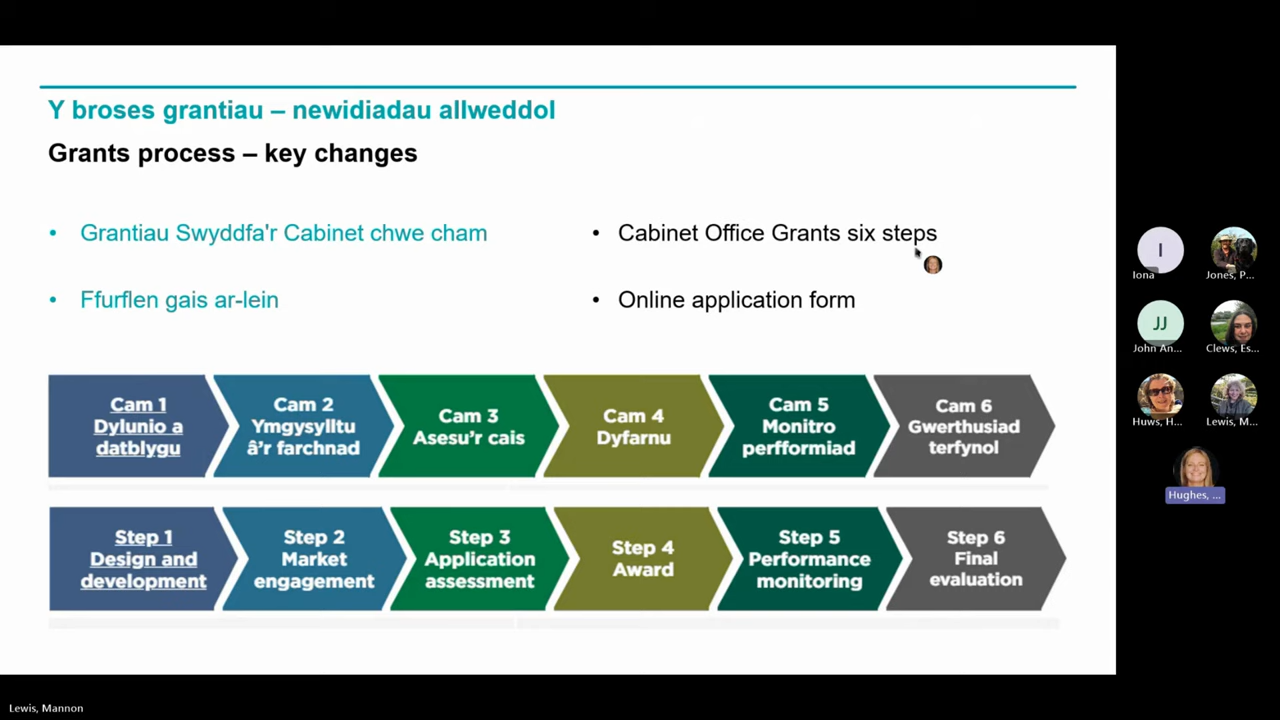 Y broses grantiau – newidiadau allweddol
Grants process – key changes
• Grantiau Swyddfa'r Cabinet chwe cham
• Ffurflen gais ar-lein
• Cabinet Office Grants six steps
• Online application form
Cam 1
Dylunio a
datblygu
Cam 2
Ymgysylltu
â'r farchnad
Cam 3
Asesu'r cais
Cam 4
Dyfarnu
Cam 5
Monitro
perfformiad
Cam 6
Gwerthusiad
terfynol
Step 1
Design and
development
Step 2
Market
engagement
Step 3
Application
assessment
Step 4
Award
Step 5
Performance
monitoring
Step 6
Final
evaluation
I
Iona
Jones, P...
JJ
John An...
Clews, Es...
Huws, H...
Lewis, M...
Hughes, ...
Lewis, Mannon